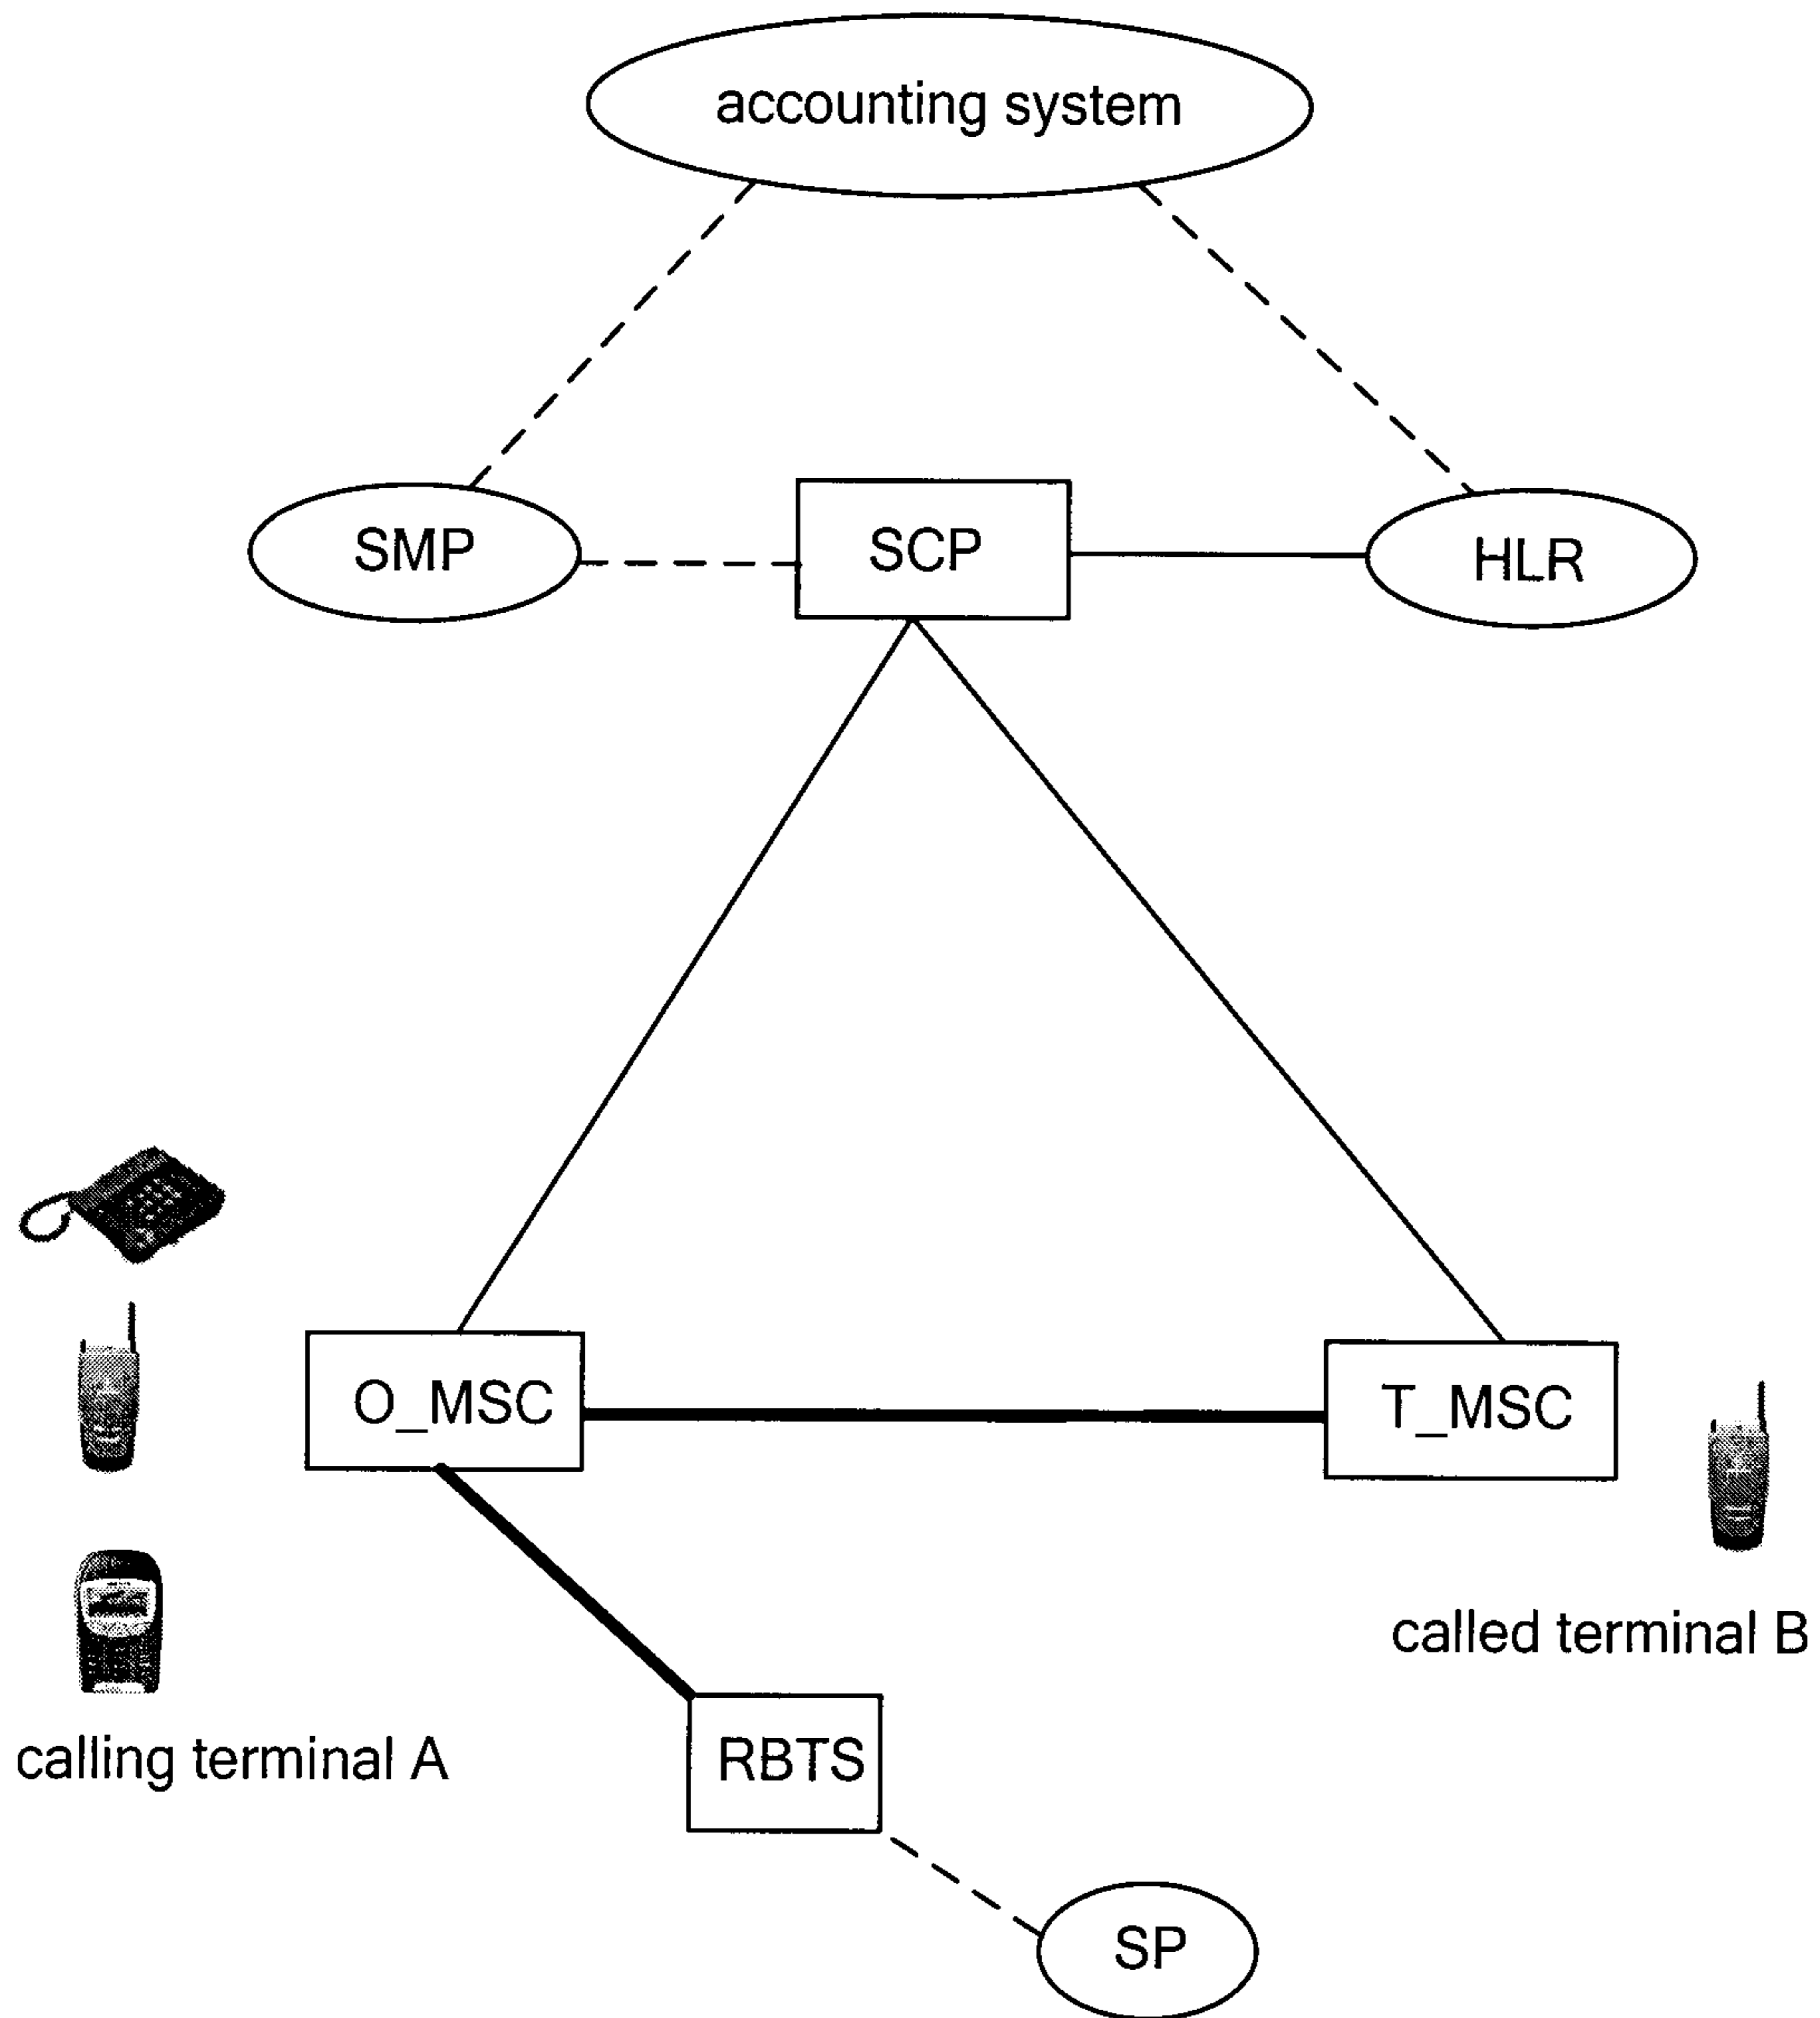 accounting system
SMP
SCP
HLR
O_MSC
T_MSC
called terminal B
calling terminal A
RBTS
SP